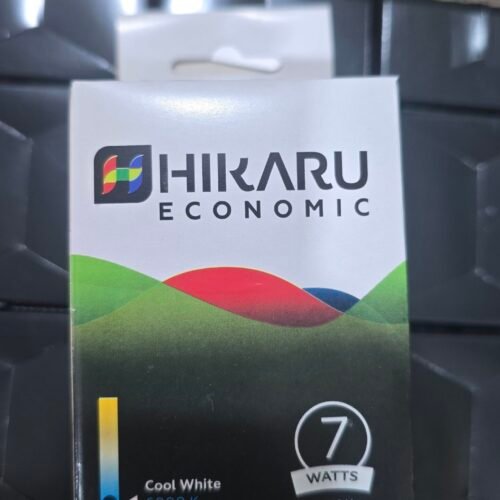 HIKARU
ECONOMIC
7
WATTS
Cool White